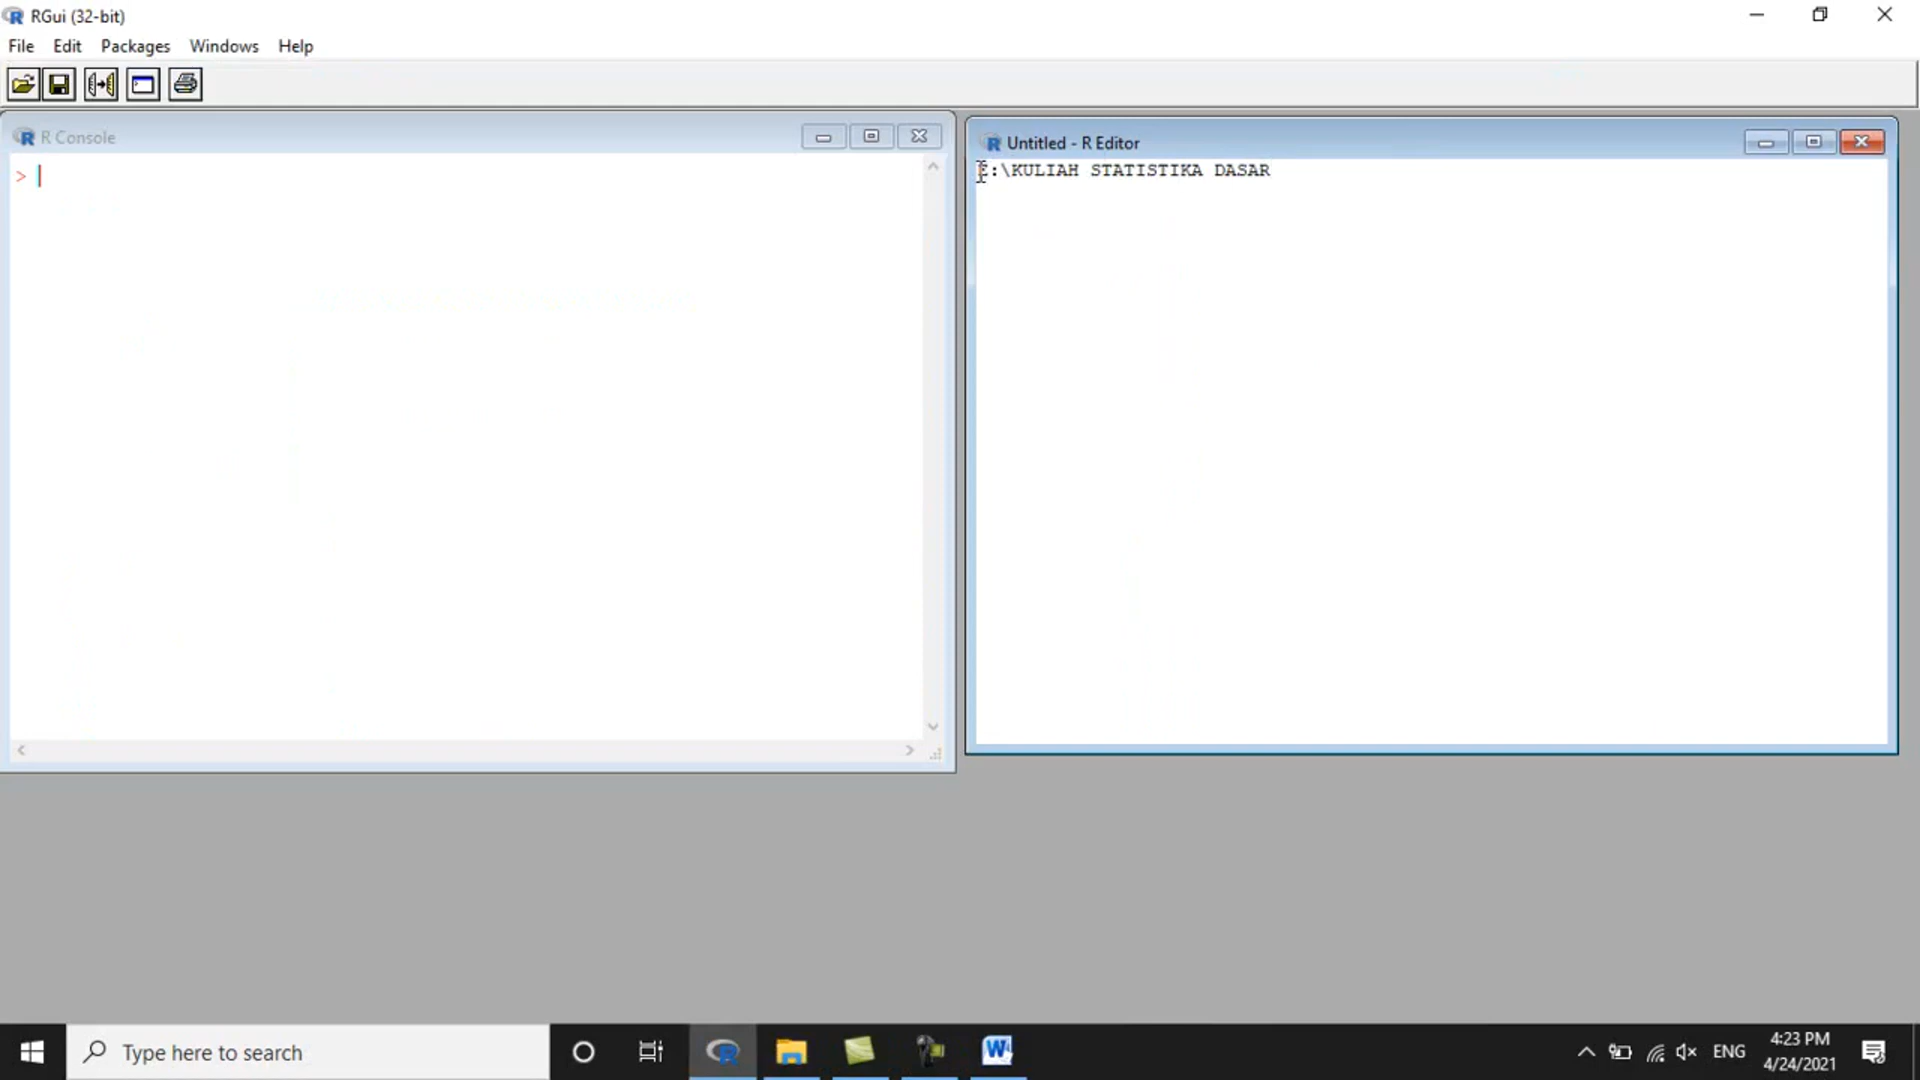 RGui (32-bit)
File Edit Packages Windows Help
R Console
>
Untitled - R Editor
E:\KULIAH STATISTIKA DASAR
Type here to search
ENG
4:23 PM
4/24/2021